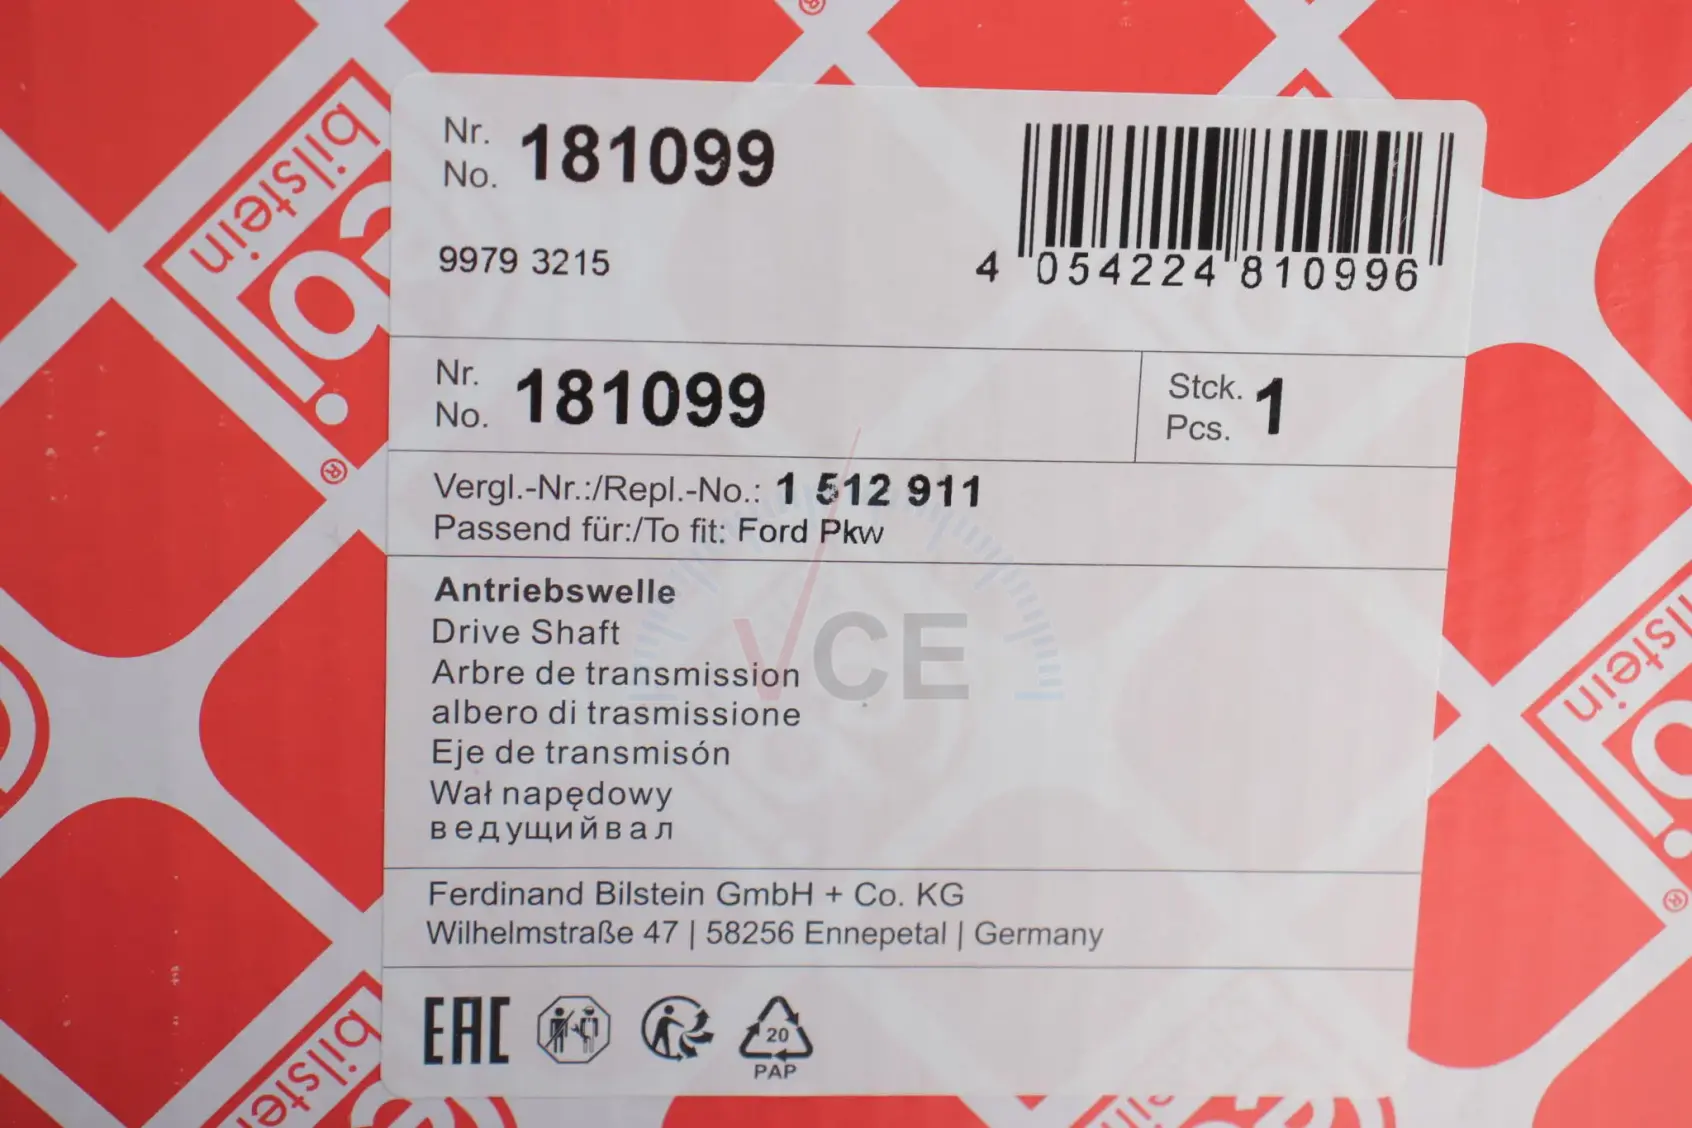 Nr.
No. 181099
9979 3215
4 054224 810996
Nr.
No. 181099
Stck.
Pcs. 1
Vergl.-Nr.:/Repl.-No.: 1 512 911
Passend für:/To fit: Ford Pkw
Antriebswelle
Drive Shaft
Arbre de transmission
albero di trasmissione
Eje de transmisón
Wał napędowy
ведущийвал
VCE
Ferdinand Bilstein GmbH + Co. KG
Wilhelmstraße 47 | 58256 Ennepetal | Germany
EAC
20
PAP
bilstein
®
bilstein
®
bilstein
®